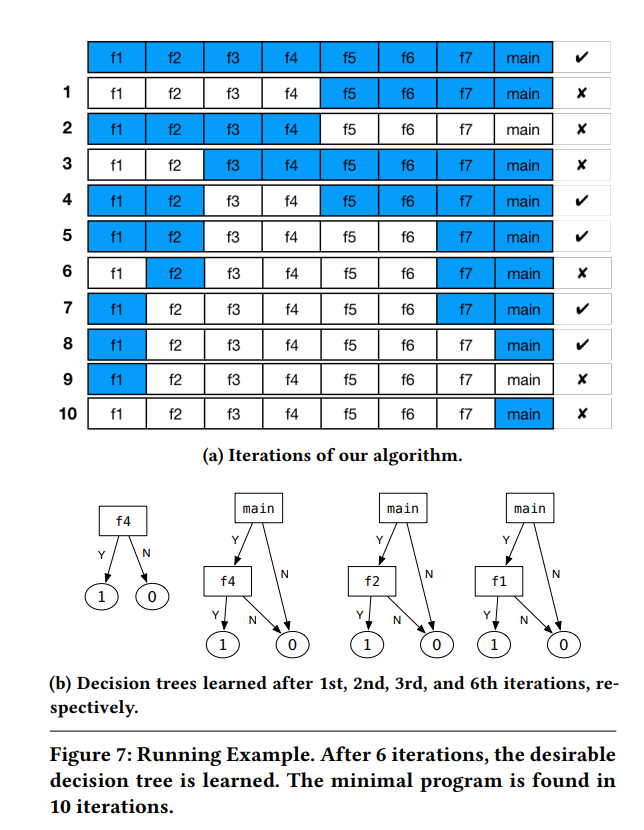 f1 f2 f3 f4 f5 f6 f7 main ✔
1 f1 f2 f3 f4 f5 f6 f7 main ✘
2 f1 f2 f3 f4 f5 f6 f7 main ✘
3 f1 f2 f3 f4 f5 f6 f7 main ✘
4 f1 f2 f3 f4 f5 f6 f7 main ✔
5 f1 f2 f3 f4 f5 f6 f7 main ✔
6 f1 f2 f3 f4 f5 f6 f7 main ✘
7 f1 f2 f3 f4 f5 f6 f7 main ✔
8 f1 f2 f3 f4 f5 f6 f7 main ✔
9 f1 f2 f3 f4 f5 f6 f7 main ✘
10 f1 f2 f3 f4 f5 f6 f7 main ✘
(a) Iterations of our algorithm.
f4
Y N
1 0
main
Y N
f4
Y N
1 0
main
Y N
f2
Y N
1 0
main
Y N
f1
Y N
1 0
(b) Decision trees learned after 1st, 2nd, 3rd, and 6th iterations, re-
spectively.
Figure 7: Running Example. After 6 iterations, the desirable
decision tree is learned. The minimal program is found in
10 iterations.